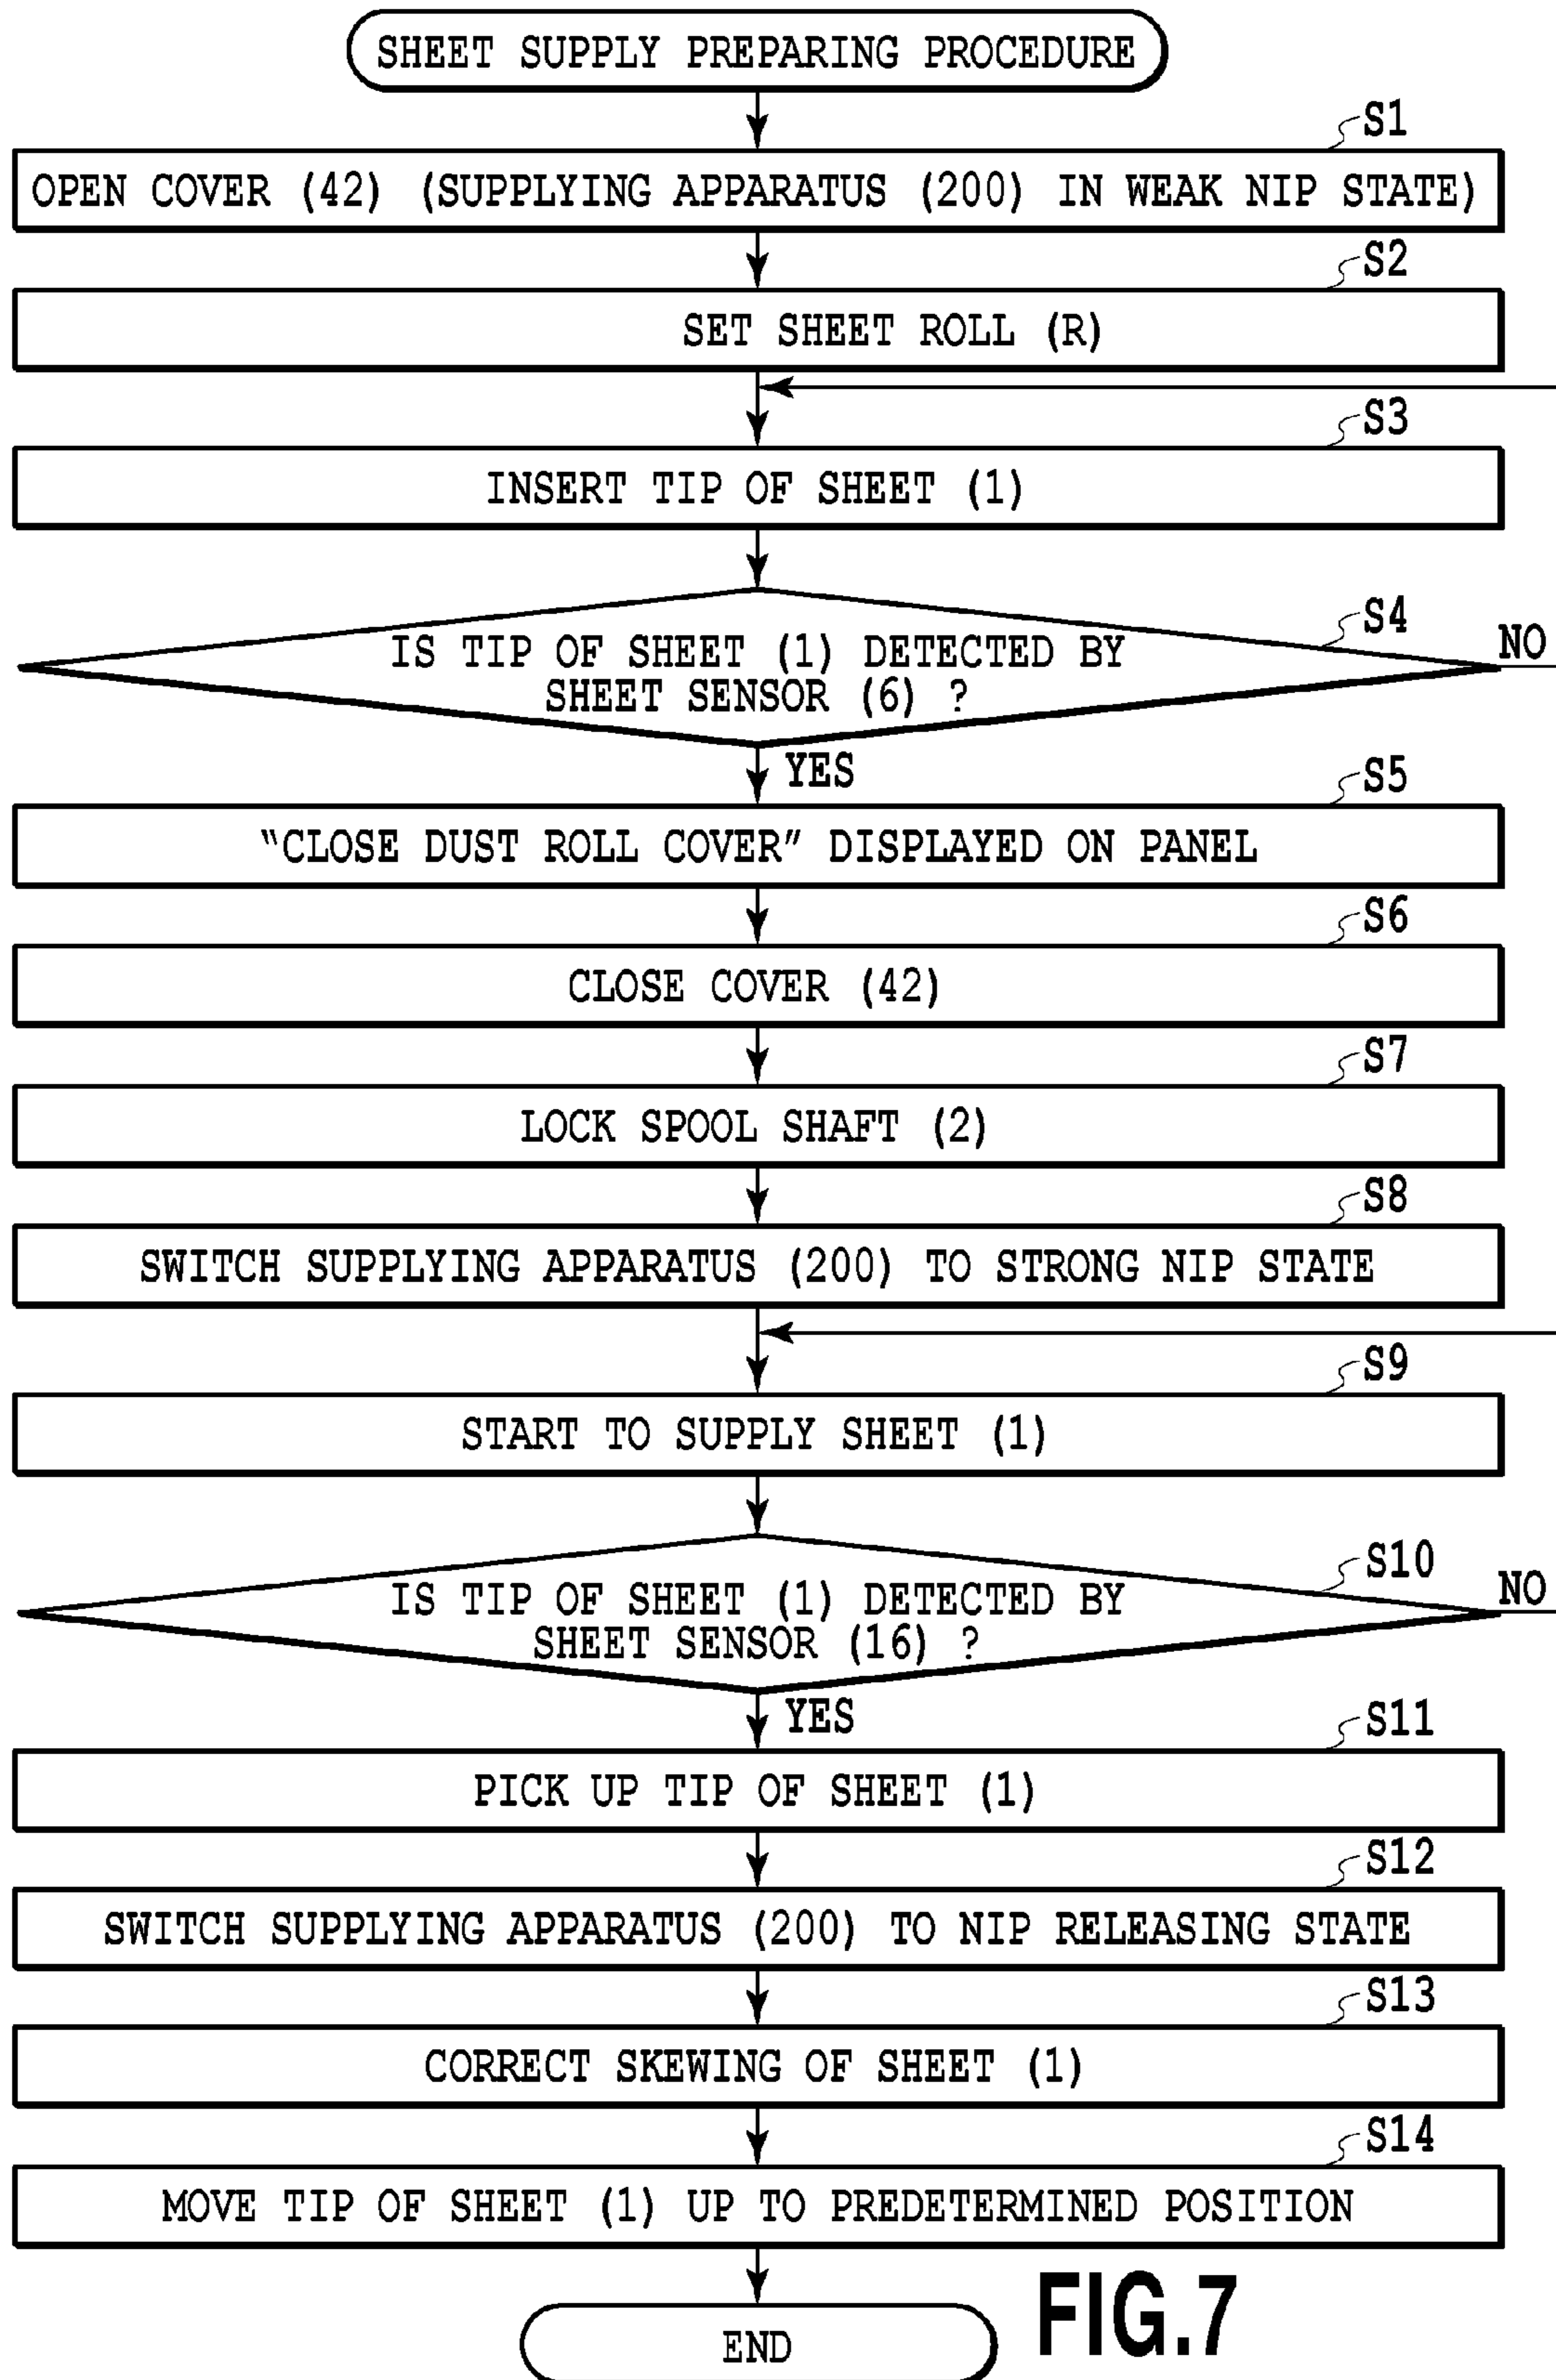 SHEET SUPPLY PREPARING PROCEDURE
S1
OPEN COVER (42) (SUPPLYING APPARATUS (200) IN WEAK NIP STATE)
S2
SET SHEET ROLL (R)
S3
INSERT TIP OF SHEET (1)
S4
NO
IS TIP OF SHEET (1) DETECTED BY
SHEET SENSOR (6) ?
YES
S5
"CLOSE DUST ROLL COVER" DISPLAYED ON PANEL
S6
CLOSE COVER (42)
S7
LOCK SPOOL SHAFT (2)
S8
SWITCH SUPPLYING APPARATUS (200) TO STRONG NIP STATE
S9
START TO SUPPLY SHEET (1)
S10
NO
IS TIP OF SHEET (1) DETECTED BY
SHEET SENSOR (16) ?
YES
S11
PICK UP TIP OF SHEET (1)
S12
SWITCH SUPPLYING APPARATUS (200) TO NIP RELEASING STATE
S13
CORRECT SKEWING OF SHEET (1)
S14
MOVE TIP OF SHEET (1) UP TO PREDETERMINED POSITION
END
FIG.7